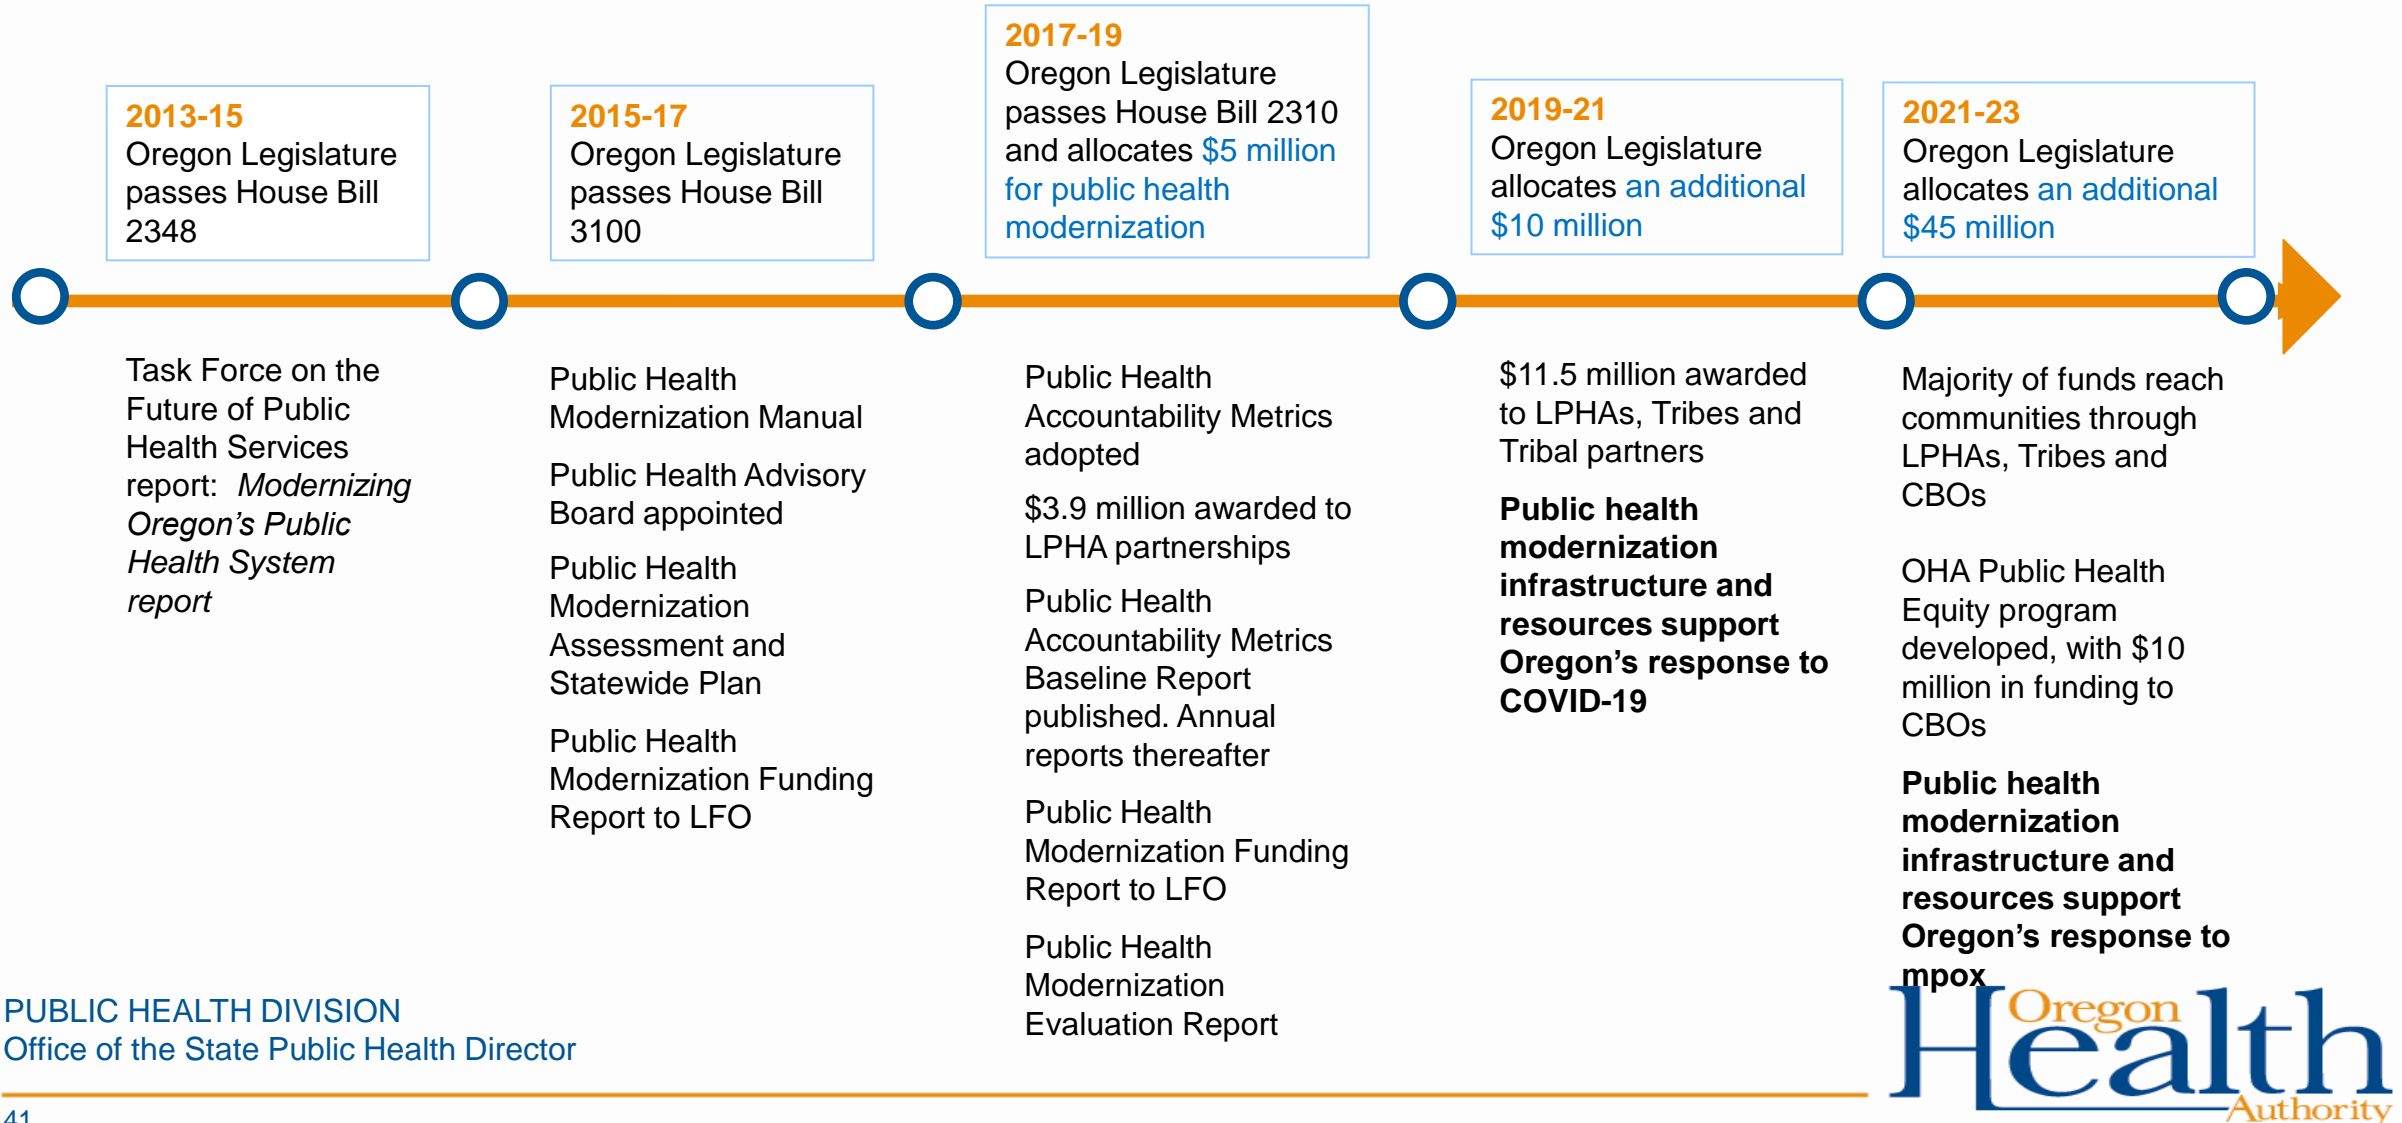 2013-15
Oregon Legislature
passes House Bill
2348
2015-17
Oregon Legislature
passes House Bill
3100
2017-19
Oregon Legislature
passes House Bill 2310
and allocates $5 million
for public health
modernization
2019-21
Oregon Legislature
allocates an additional
$10 million
2021-23
Oregon Legislature
allocates an additional
$45 million
Task Force on the
Future of Public
Health Services
report: Modernizing
Oregon’s Public
Health System
report
Public Health
Modernization Manual
Public Health Advisory
Board appointed
Public Health
Modernization
Assessment and
Statewide Plan
Public Health
Modernization Funding
Report to LFO
Public Health
Accountability Metrics
adopted
$3.9 million awarded to
LPHA partnerships
Public Health
Accountability Metrics
Baseline Report
published. Annual
reports thereafter
Public Health
Modernization Funding
Report to LFO
Public Health
Modernization
Evaluation Report
$11.5 million awarded
to LPHAs, Tribes and
Tribal partners
Public health
modernization
infrastructure and
resources support
Oregon’s response to
COVID-19
Majority of funds reach
communities through
LPHAs, Tribes and
CBOs
OHA Public Health
Equity program
developed, with $10
million in funding to
CBOs
Public health
modernization
infrastructure and
resources support
Oregon’s response to
mpox
PUBLIC HEALTH DIVISION
Office of the State Public Health Director
41
Oregon
Health
Authority